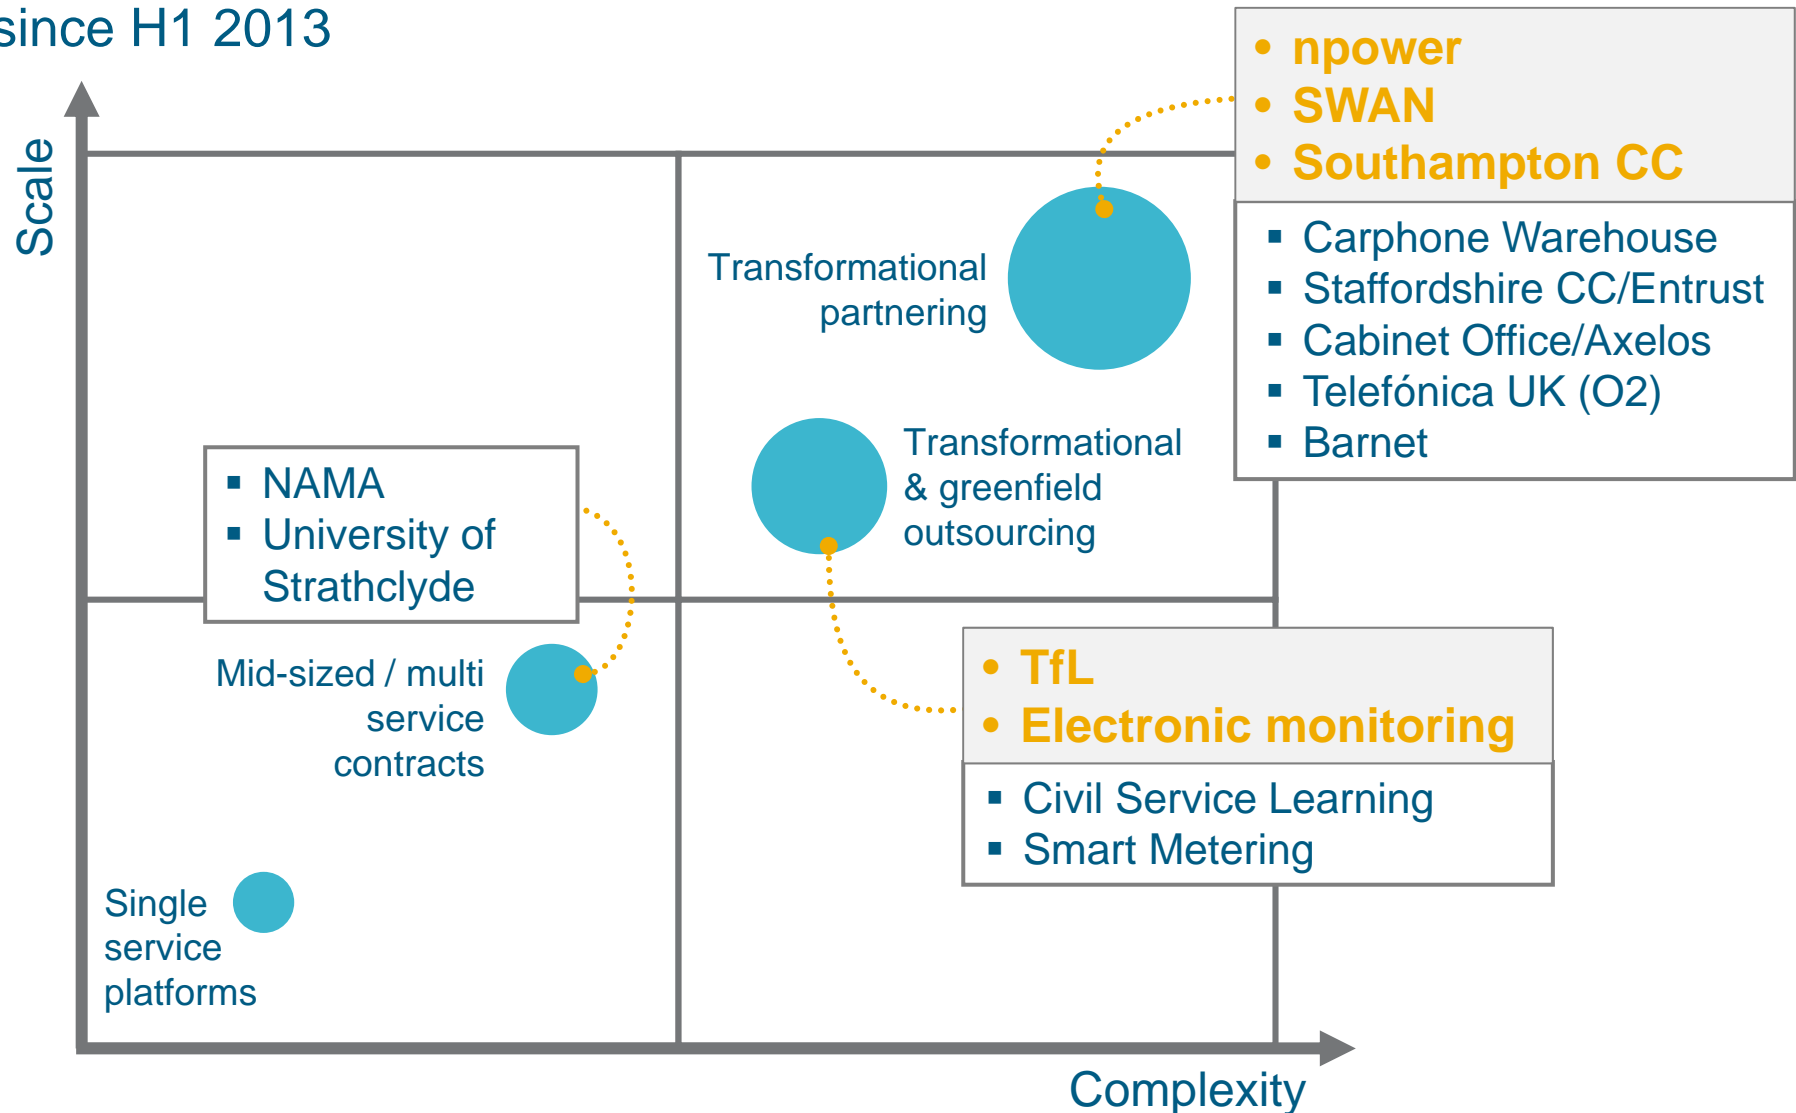 since H1 2013
Scale
• npower
• SWAN
• Southampton CC
▪ Carphone Warehouse
▪ Staffordshire CC/Entrust
▪ Cabinet Office/Axelos
▪ Telefónica UK (O2)
▪ Barnet
Transformational
partnering
Transformational
& greenfield
outsourcing
▪ NAMA
▪ University of
Strathclyde
Mid-sized / multi
service
contracts
• TfL
• Electronic monitoring
▪ Civil Service Learning
▪ Smart Metering
Single
service
platforms
Complexity